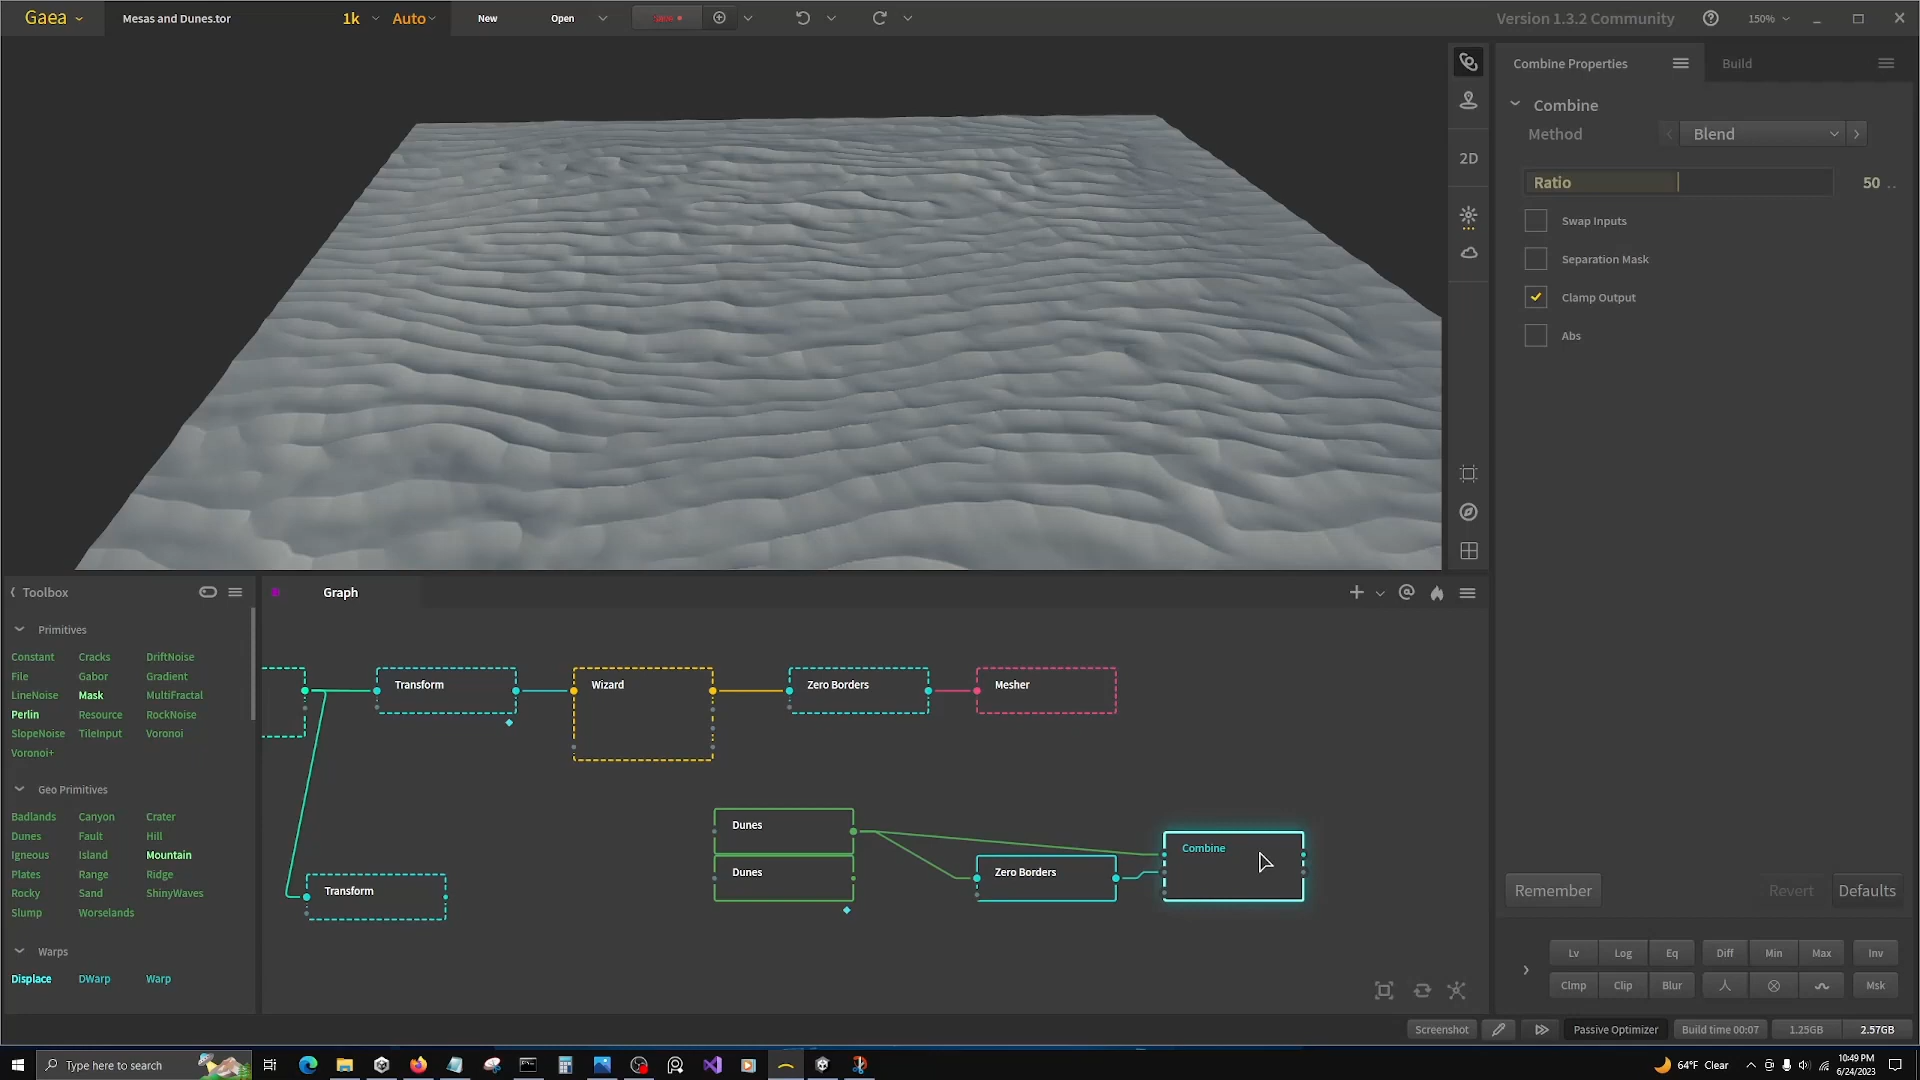 Gaea
Mesas and Dunes.tor
1k
Auto
New
Open
Version 1.3.2 Community
150%
Combine Properties
Build
Combine
Method
Blend
Ratio
50 ..
Swap Inputs
Separation Mask
Clamp Output
Abs
2D
Toolbox
Graph
Primitives
Constant Cracks DriftNoise
File Gabor Gradient
LineNoise Mask MultiFractal
Perlin Resource RockNoise
SlopeNoise TileInput Voronoi
Voronoi+
Geo Primitives
Badlands Canyon Crater
Dunes Fault Hill
Igneous Island Mountain
Plates Range Ridge
Rocky Sand ShinyWaves
Slump Worselands
Warps
Displace DWarp Warp
Transform
Wizard
Zero Borders
Mesher
Dunes
Dunes
Zero Borders
Combine
Transform
Remember
Revert
Defaults
Lv Log Eq Diff Min Max Inv
Clmp Clip Blur Msk
Screenshot
Passive Optimizer
Build time 00:07
1.25GB
2.57GB
Type here to search
64°F Clear
10:49 PM
6/24/2023